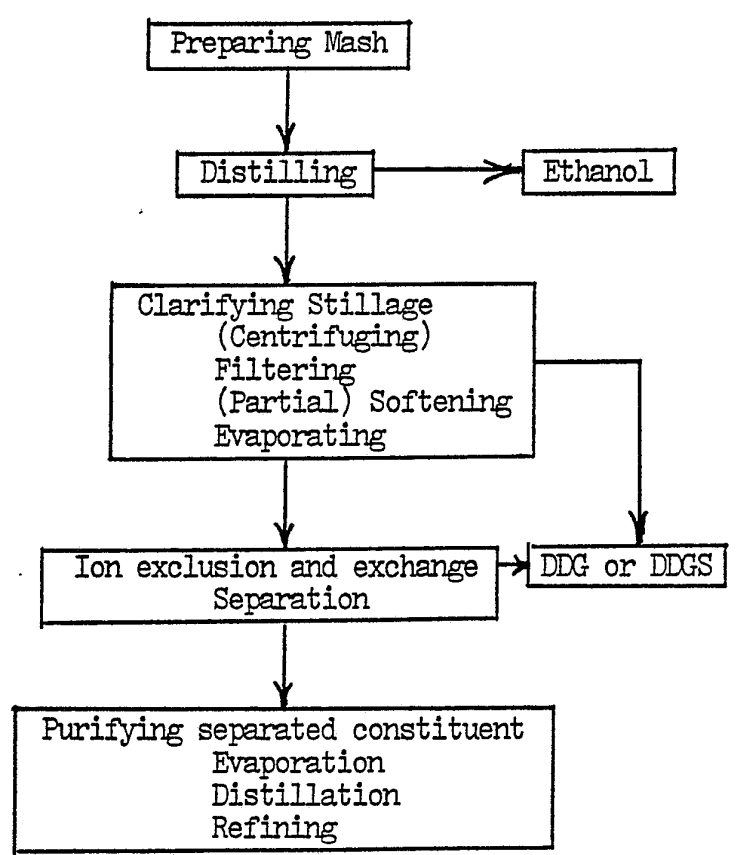 Preparing Mash
Distilling
Ethanol
Clarifying Stillage
(Centrifuging)
Filtering
(Partial) Softening
Evaporating
Ion exclusion and exchange
Separation
DDG or DDGS
Purifying separated constituent
Evaporation
Distillation
Refining